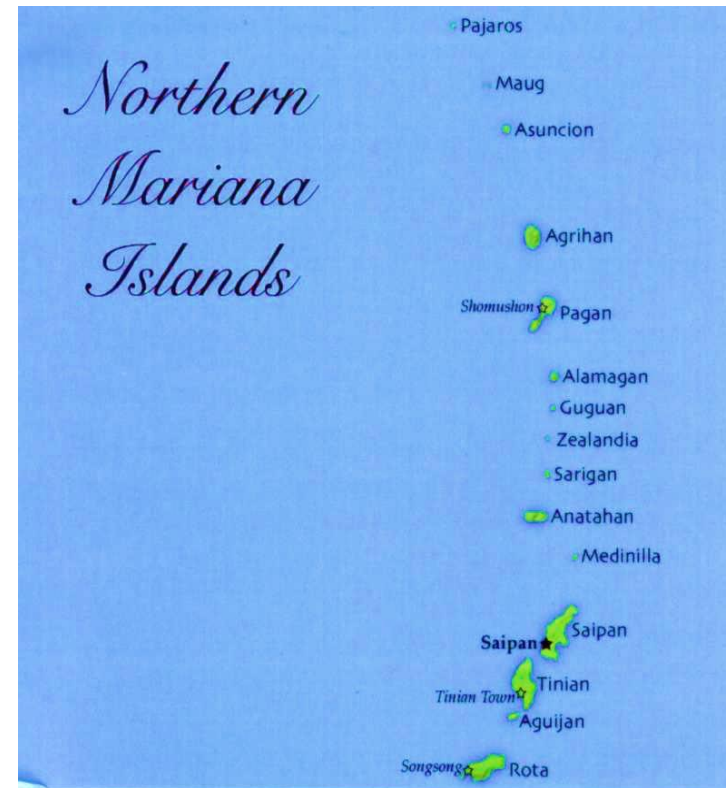 Northern
Mariana
Islands
Pajaros
Maug
Asuncion
Agrihan
Shomushon
Pagan
Alamagan
Guguan
Zealandia
Sarigan
Anatahan
Medinilla
Saipan
Saipan
Tinian
Tinian Town
Aguijan
Songsong
Rota